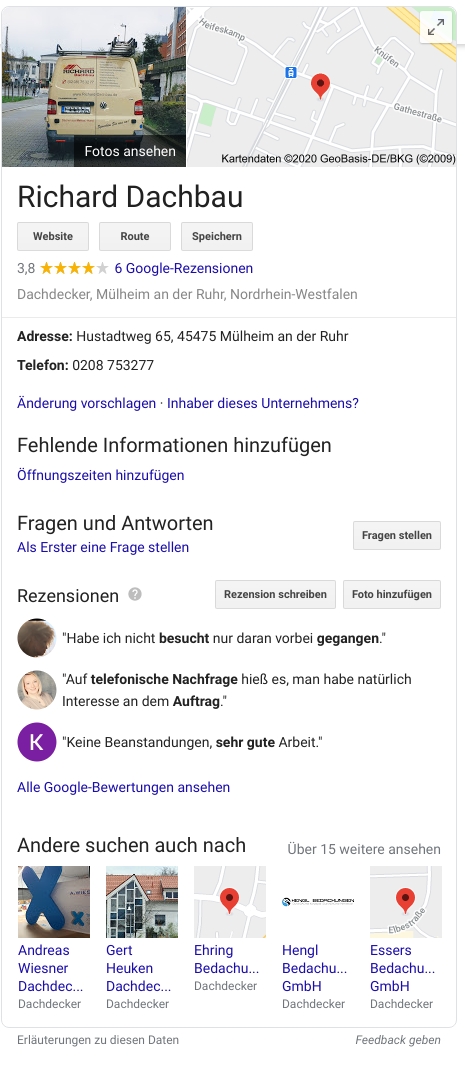 RICHARD
Heifeskamp
Knüfen
Gathestraße
Fotos ansehen
Kartendaten ©2020 GeoBasis-DE/BKG (©2009)
Richard Dachbau
Website
Route
Speichern
3,8 6 Google-Rezensionen
Dachdecker, Mülheim an der Ruhr, Nordrhein-Westfalen
Adresse: Hustadtweg 65, 45475 Mülheim an der Ruhr
Telefon: 0208 753277
Änderung vorschlagen · Inhaber dieses Unternehmens?
Fehlende Informationen hinzufügen
Öffnungszeiten hinzufügen
Fragen und Antworten
Als Erster eine Frage stellen
Fragen stellen
Rezensionen ?
Rezension schreiben
Foto hinzufügen
"Habe ich nicht besucht nur daran vorbei gegangen."
"Auf telefonische Nachfrage hieß es, man habe natürlich
Interesse an dem Auftrag."
K
"Keine Beanstandungen, sehr gute Arbeit."
Alle Google-Bewertungen ansehen
Andere suchen auch nach
Über 15 weitere ansehen
HENGL BEDACHUNGEN
Elbestraße
Andreas
Wiesner
Dachdec...
Dachdecker
Gert
Heuken
Dachdec...
Dachdecker
Ehring
Bedachu...
Dachdecker
Hengl
Bedachu...
GmbH
Dachdecker
Essers
Bedachu...
GmbH
Dachdecker
Erläuterungen zu diesen Daten
Feedback geben